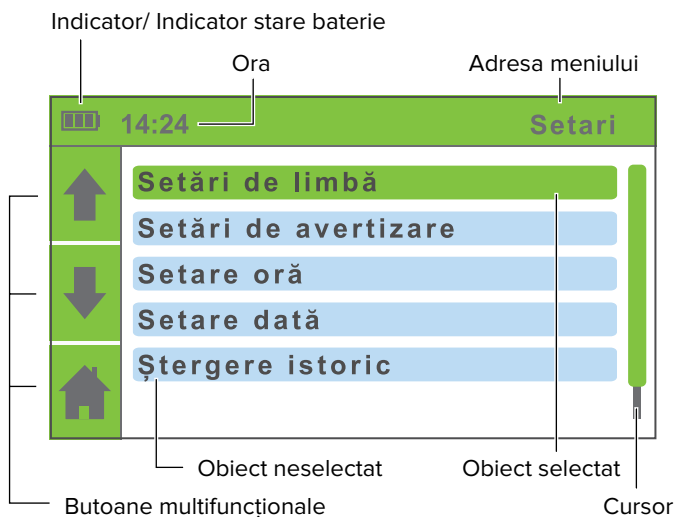 Indicator/ Indicator stare baterie
Ora
Adresa meniului
14:24
Setari
Setări de limbă
Setări de avertizare
Setare oră
Setare dată
Ștergere istoric
Obiect neselectat
Obiect selectat
Butoane multifuncționale
Cursor